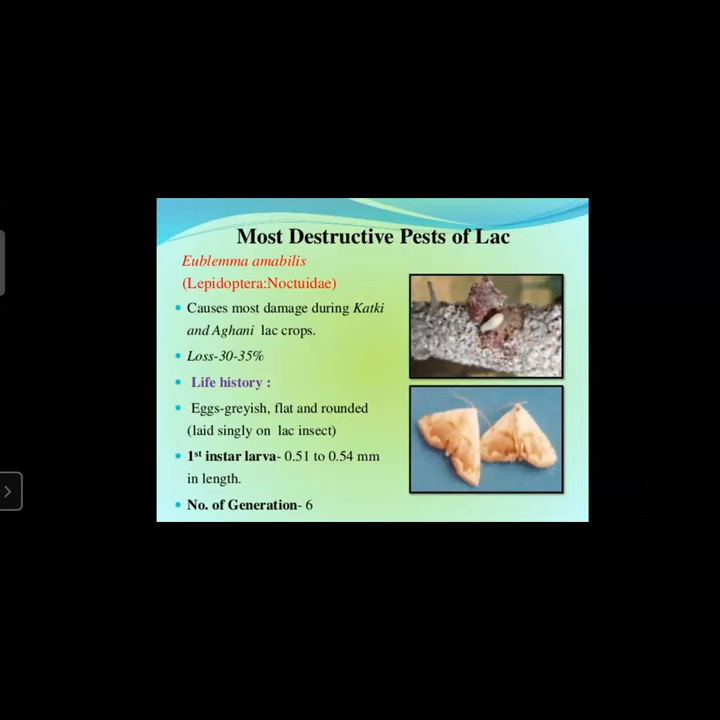 Most Destructive Pests of Lac
Eublemma amabilis
(Lepidoptera:Noctuidae)
• Causes most damage during Katki
and Aghani lac crops.
• Loss-30-35%
• Life history :
• Eggs-greyish, flat and rounded
(laid singly on lac insect)
• 1st instar larva- 0.51 to 0.54 mm
in length.
• No. of Generation- 6